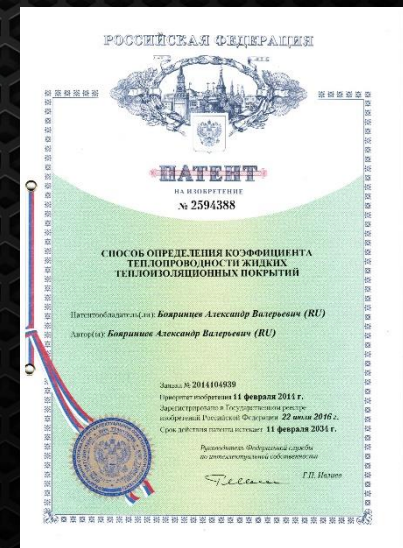 РОССИЙСКАЯ ФЕДЕРАЦИЯ
ПАТЕНТ
НА ИЗОБРЕТЕНИЕ
№ 2594388
СПОСОБ ОПРЕДЕЛЕНИЯ КОЭФФИЦИЕНТА
ТЕПЛОПРОВОДНОСТИ ЖИДКИХ
ТЕПЛОИЗОЛЯЦИОННЫХ ПОКРЫТИЙ
Патентообладатель(ли): Бояринцев Александр Валерьевич (RU)
Автор(ы): Бояринцев Александр Валерьевич (RU)
Заявка № 2014104939
Приоритет изобретения 11 февраля 2014 г.
Зарегистрировано в Государственном реестре
изобретений Российской Федерации 22 июля 2016 г.
Срок действия патента истекает 11 февраля 2034 г.
Руководитель Федеральной службы
по интеллектуальной собственности
Г.П. Ивлиев